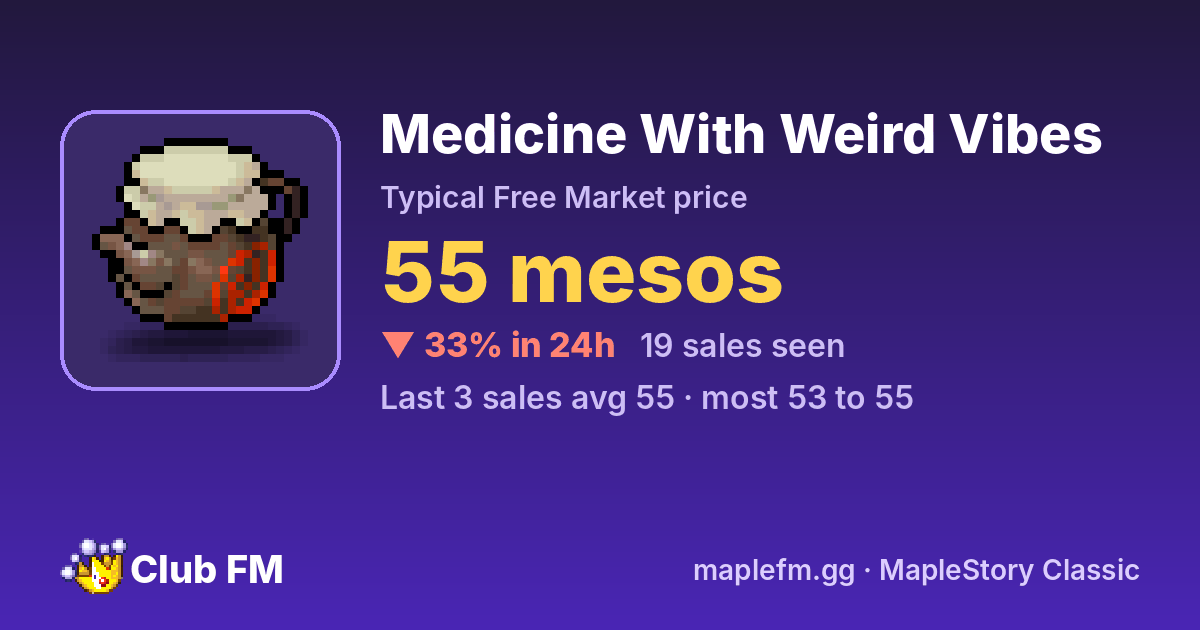 Medicine With Weird Vibes
Typical Free Market price
55 mesos
▼ 33% in 24h 19 sales seen
Last 3 sales avg 55 · most 53 to 55
Club FM
maplefm.gg · MapleStory Classic